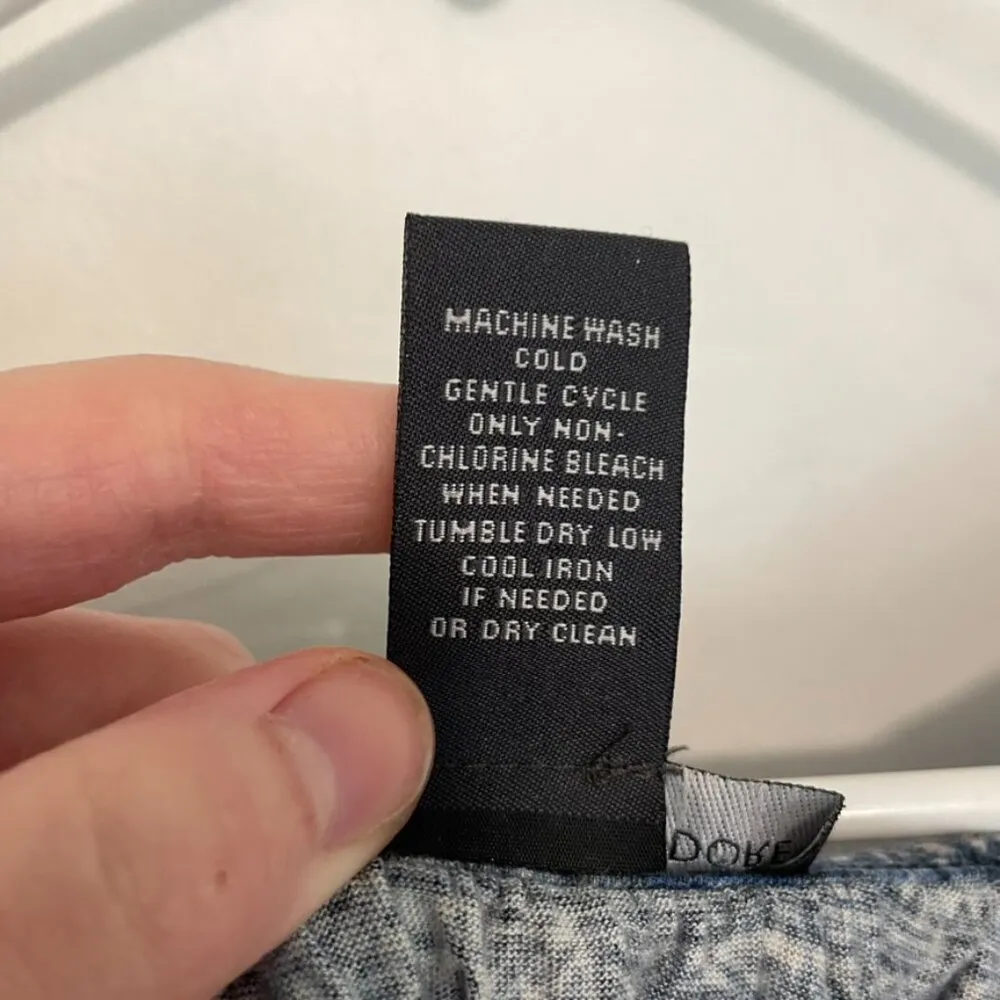 MACHINE WASH
COLD
GENTLE CYCLE
ONLY NON-
CHLORINE BLEACH
WHEN NEEDED
TUMBLE DRY LOW
COOL IRON
IF NEEDED
OR DRY CLEAN